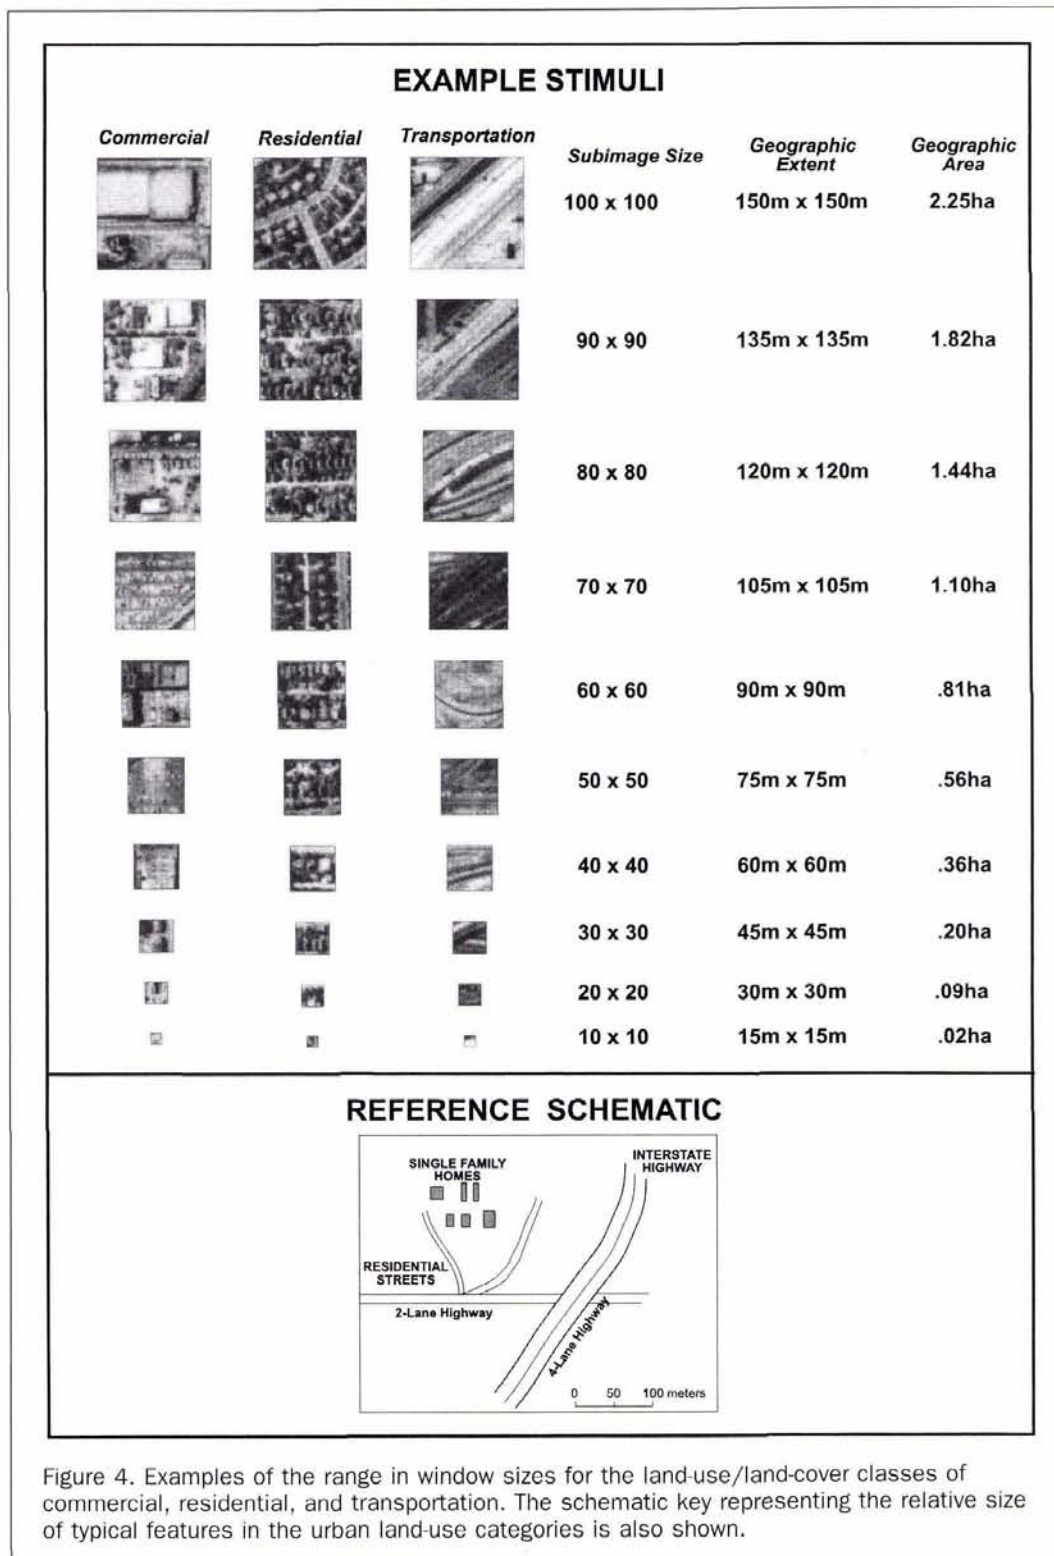 EXAMPLE STIMULI
Commercial Residential Transportation Subimage Size Geographic Extent Geographic Area
100 x 100 150m x 150m 2.25ha
90 x 90 135m x 135m 1.82ha
80 x 80 120m x 120m 1.44ha
70 x 70 105m x 105m 1.10ha
60 x 60 90m x 90m .81ha
50 x 50 75m x 75m .56ha
40 x 40 60m x 60m .36ha
30 x 30 45m x 45m .20ha
20 x 20 30m x 30m .09ha
10 x 10 15m x 15m .02ha
REFERENCE SCHEMATIC
SINGLE FAMILY
HOMES
INTERSTATE
HIGHWAY
RESIDENTIAL
STREETS
2-Lane Highway
4-Lane Highway
0 50 100 meters
Figure 4. Examples of the range in window sizes for the land-use/land-cover classes of
commercial, residential, and transportation. The schematic key representing the relative size
of typical features in the urban land-use categories is also shown.